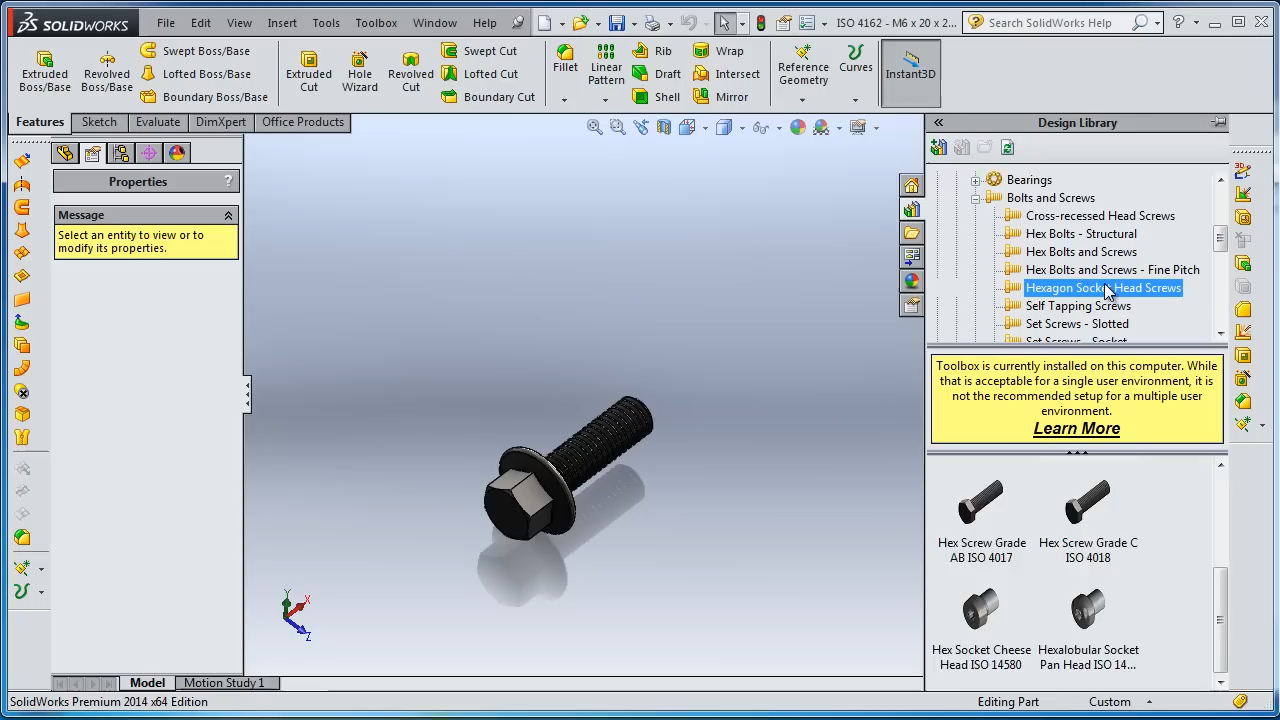 SOLIDWORKS
File Edit View Insert Tools Toolbox Window Help
ISO 4162 - M6 x 20 x 2...
Search SolidWorks Help
Extruded Boss/Base
Revolved Boss/Base
Swept Boss/Base
Lofted Boss/Base
Boundary Boss/Base
Extruded Cut
Hole Wizard
Revolved Cut
Swept Cut
Lofted Cut
Boundary Cut
Fillet
Linear Pattern
Rib
Draft
Shell
Wrap
Intersect
Mirror
Reference Geometry
Curves
Instant3D
Features Sketch Evaluate DimXpert Office Products
Properties ?
Message
Select an entity to view or to
modify its properties.
Y
X
Z
Design Library
Bearings
Bolts and Screws
Cross-recessed Head Screws
Hex Bolts - Structural
Hex Bolts and Screws
Hex Bolts and Screws - Fine Pitch
Hexagon Socket Head Screws
Self Tapping Screws
Set Screws - Slotted
Set Screws - Socket
Toolbox is currently installed on this computer. While
that is acceptable for a single user environment, it is
not the recommended setup for a multiple user
environment.
Learn More
Hex Screw Grade
AB ISO 4017
Hex Screw Grade C
ISO 4018
Hex Socket Cheese
Head ISO 14580
Hexalobular Socket
Pan Head ISO 14...
Model Motion Study 1
SolidWorks Premium 2014 x64 Edition
Editing Part
Custom